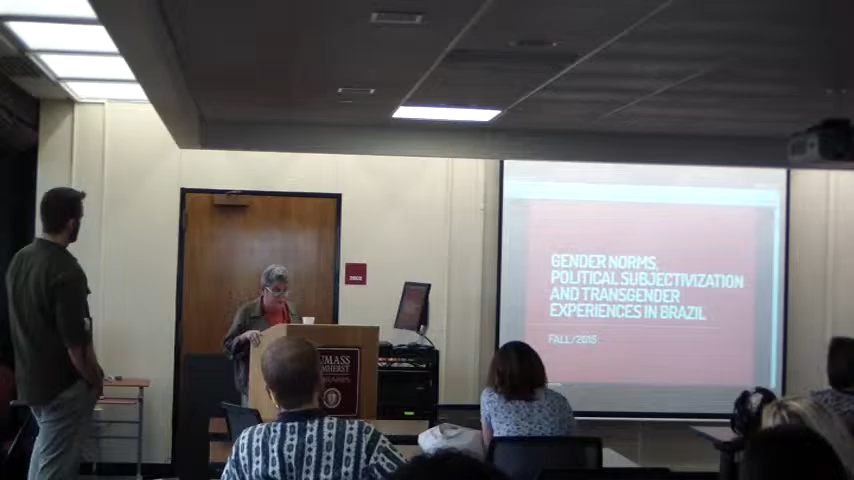 GENDER NORMS,
POLITICAL SUBJECTIVIZATION
AND TRANSGENDER
EXPERIENCES IN BRAZIL
FALL/2015
UMASS
AMHERST